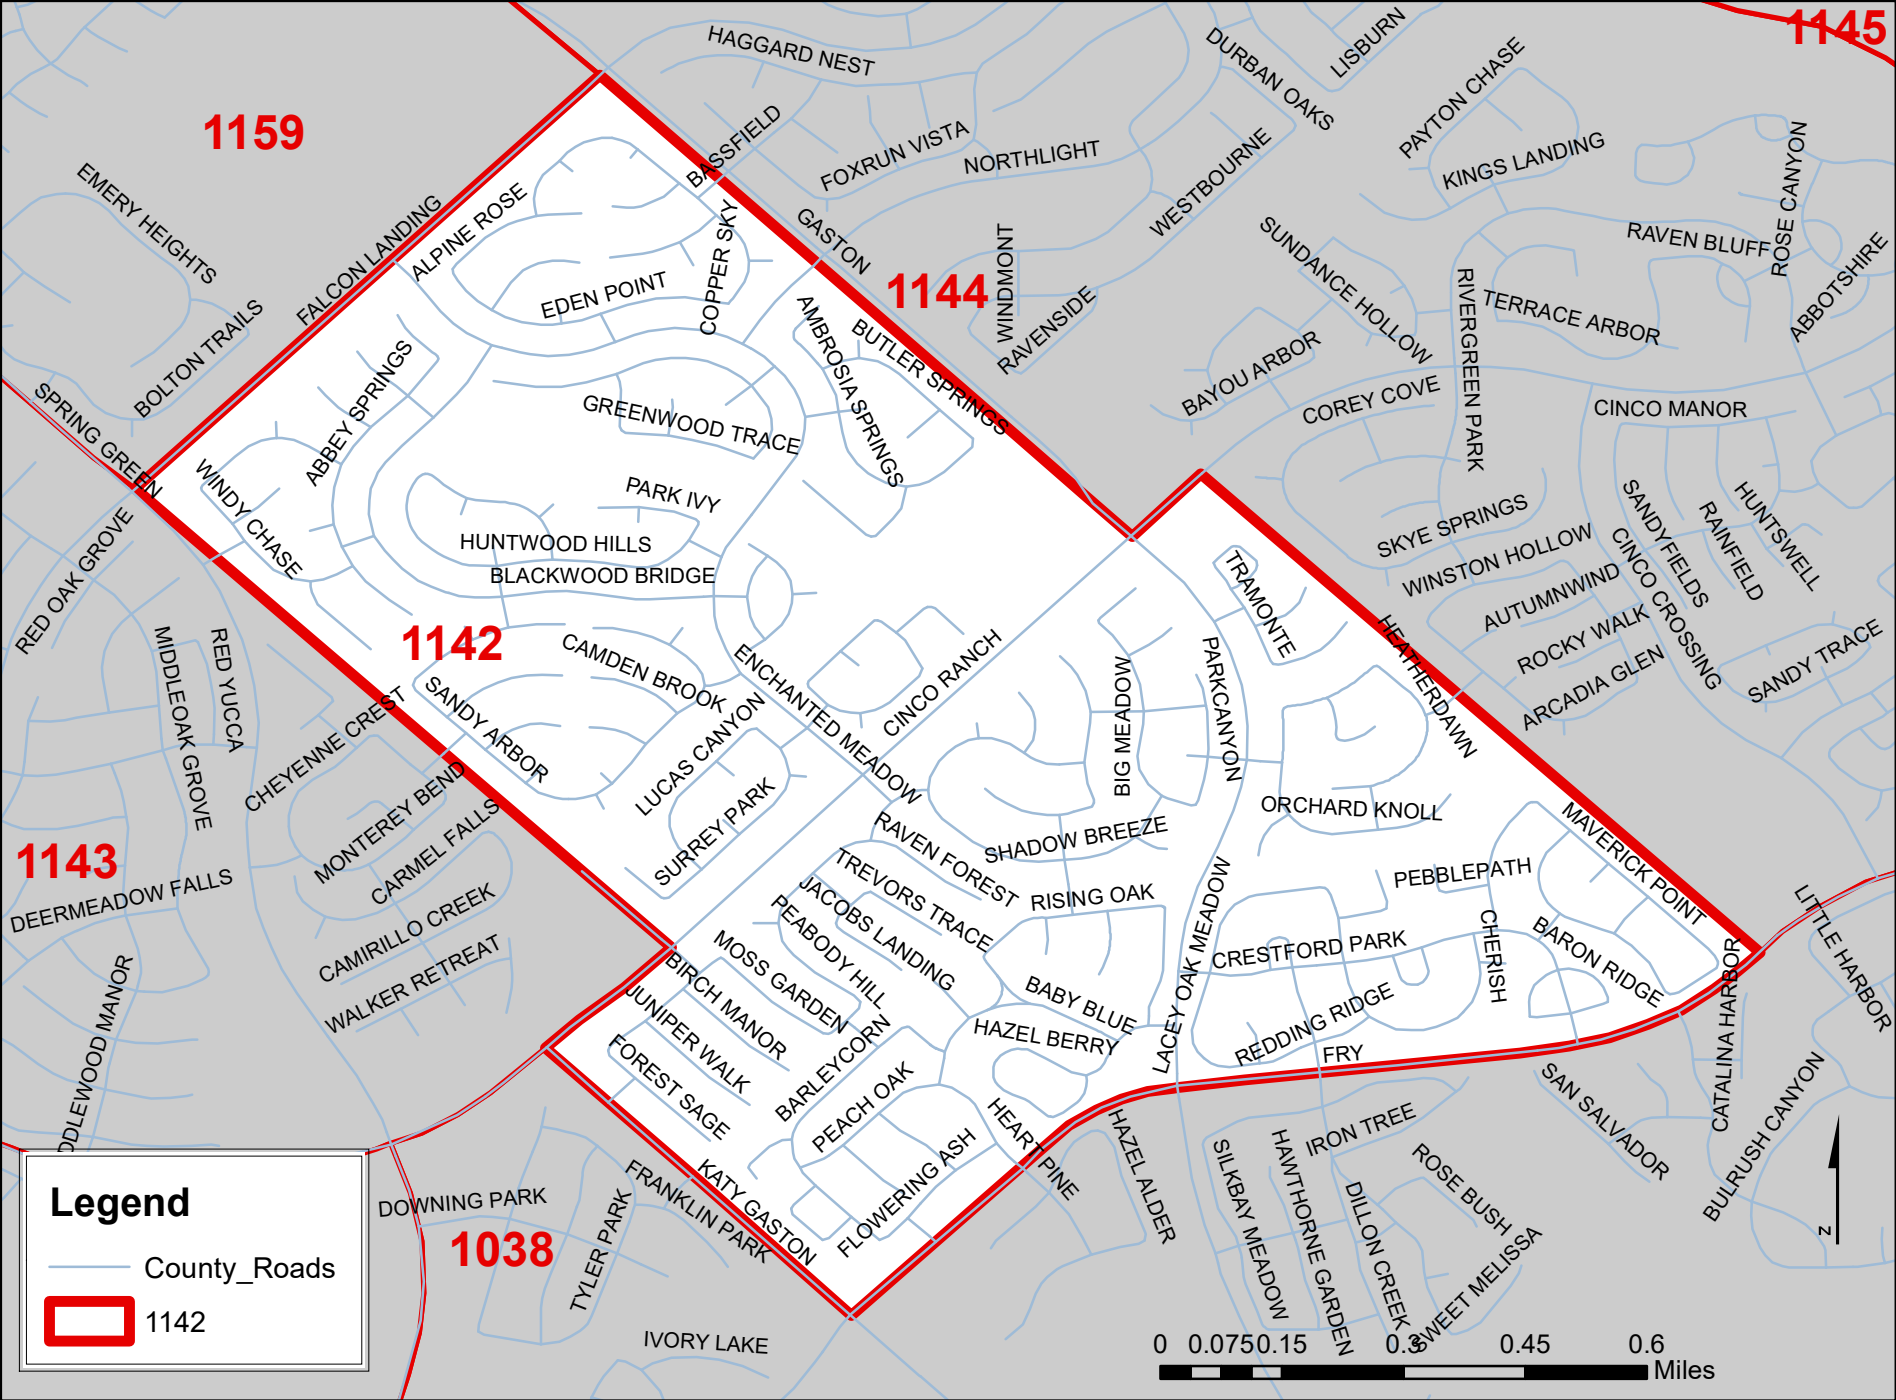 1145
HAGGARD NEST
DURBAN OAKS
LISBURN
PAYTON CHASE
1159
BASSFIELD
FOXRUN VISTA
NORTHLIGHT
WESTBOURNE
KINGS LANDING
ROSE CANYON
EMERY HEIGHTS
FALCON LANDING
ALPINE ROSE
COPPER SKY
GASTON
1144
WINDMONT
RAVENSIDE
SUNDANCE HOLLOW
RAVEN BLUFF
ABBOTSHIRE
BOLTON TRAILS
EDEN POINT
AMBROSIA SPRINGS
BUTLER SPRINGS
BAYOU ARBOR
RIVERGREEN PARK
TERRACE ARBOR
SPRING GREEN
ABBEY SPRINGS
GREENWOOD TRACE
COREY COVE
CINCO MANOR
WINDY CHASE
PARK IVY
HUNTWOOD HILLS
BLACKWOOD BRIDGE
SKYE SPRINGS
WINSTON HOLLOW
SANDYFIELDS
RAINFIELD
HUNTSWELL
RED OAK GROVE
TRAMONTE
AUTUMNWIND
CINCO CROSSING
ROCKY WALK
ARCADIA GLEN
SANDY TRACE
MIDDLEOAK GROVE
RED YUCCA
1142
CAMDEN BROOK
ENCHANTED MEADOW
CINCO RANCH
BIG MEADOW
PARKCANYON
HEATHERDAWN
CHEYENNE CREST
SANDY ARBOR
LUCAS CANYON
SURREY PARK
MONTEREY BEND
CARMEL FALLS
RAVEN FOREST
SHADOW BREEZE
ORCHARD KNOLL
MAVERICK POINT
1143
DEERMEADOW FALLS
CAMIRILLO CREEK
WALKER RETREAT
TREVORS TRACE
JACOBS LANDING
PEABODY HILL
RISING OAK
LACEY OAK MEADOW
PEBBLEPATH
CHERISH
BARON RIDGE
LITTLE HARBOR
MOSS GARDEN
BIRCH MANOR
JUNIPER WALK
FOREST SAGE
BARLEYCORN
PEACH OAK
BABY BLUE
HAZEL BERRY
CRESTFORD PARK
REDDING RIDGE
FRY
CATALINA HARBOR
DDLEWOOD MANOR
HEART PINE
HAZEL ALDER
IRON TREE
SAN SALVADOR
BULRUSH CANYON
FLOWERING ASH
KATY GASTON
FRANKLIN PARK
TYLER PARK
DOWNING PARK
1038
SILKBAY MEADOW
HAWTHORNE GARDEN
DILLON CREEK
ROSE BUSH
SWEET MELISSA
IVORY LAKE
Legend
County_Roads
1142
N
0 0.075 0.15 0.3 0.45 0.6
Miles